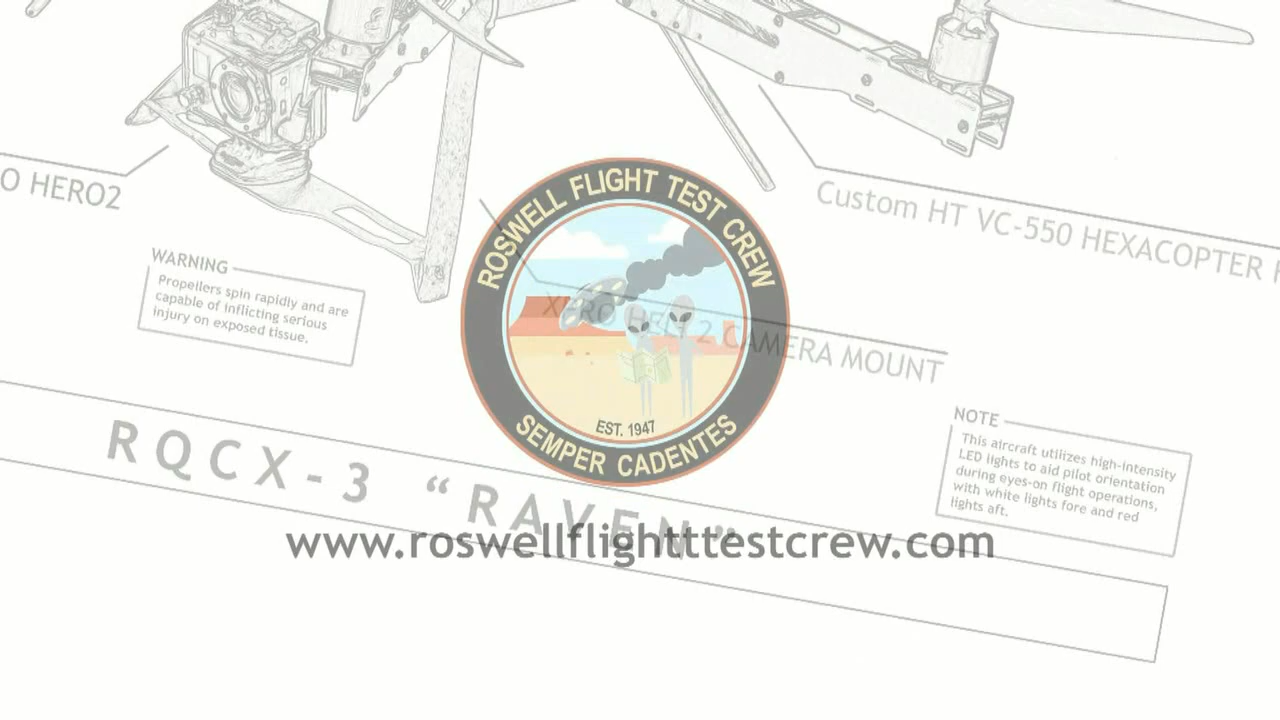 O HERO2
Custom HT VC-550 HEXACOPTER
ROSWELL FLIGHT TEST CREW
WARNING
Propellers spin rapidly and are
capable of inflicting serious
injury on exposed tissue.
CAMERA MOUNT
EST. 1947
SEMPER CADENTES
NOTE
This aircraft utilizes high-intensity
LED lights to aid pilot orientation
during eyes-on flight operations,
with white lights fore and red
lights aft.
RQCX-3 “RAVEN”
www.roswellflightttestcrew.com